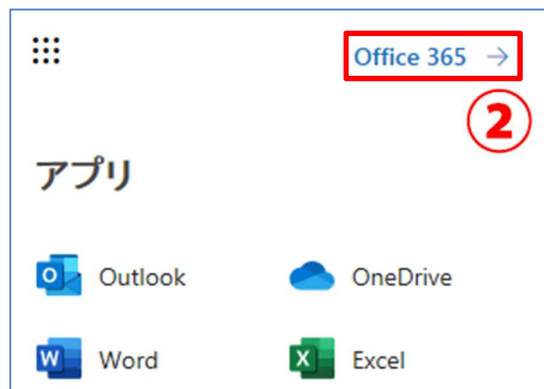 Office 365 →
②
アプリ
Outlook OneDrive
Word Excel